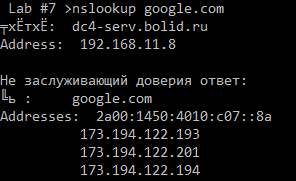 Lab #7 >nslookup google.com
╤хЁтхЁ: dc4-serv.bolid.ru
Address: 192.168.11.8
Не заслуживающий доверия ответ:
╚ь : google.com
Addresses: 2a00:1450:4010:c07::8a
173.194.122.193
173.194.122.201
173.194.122.194